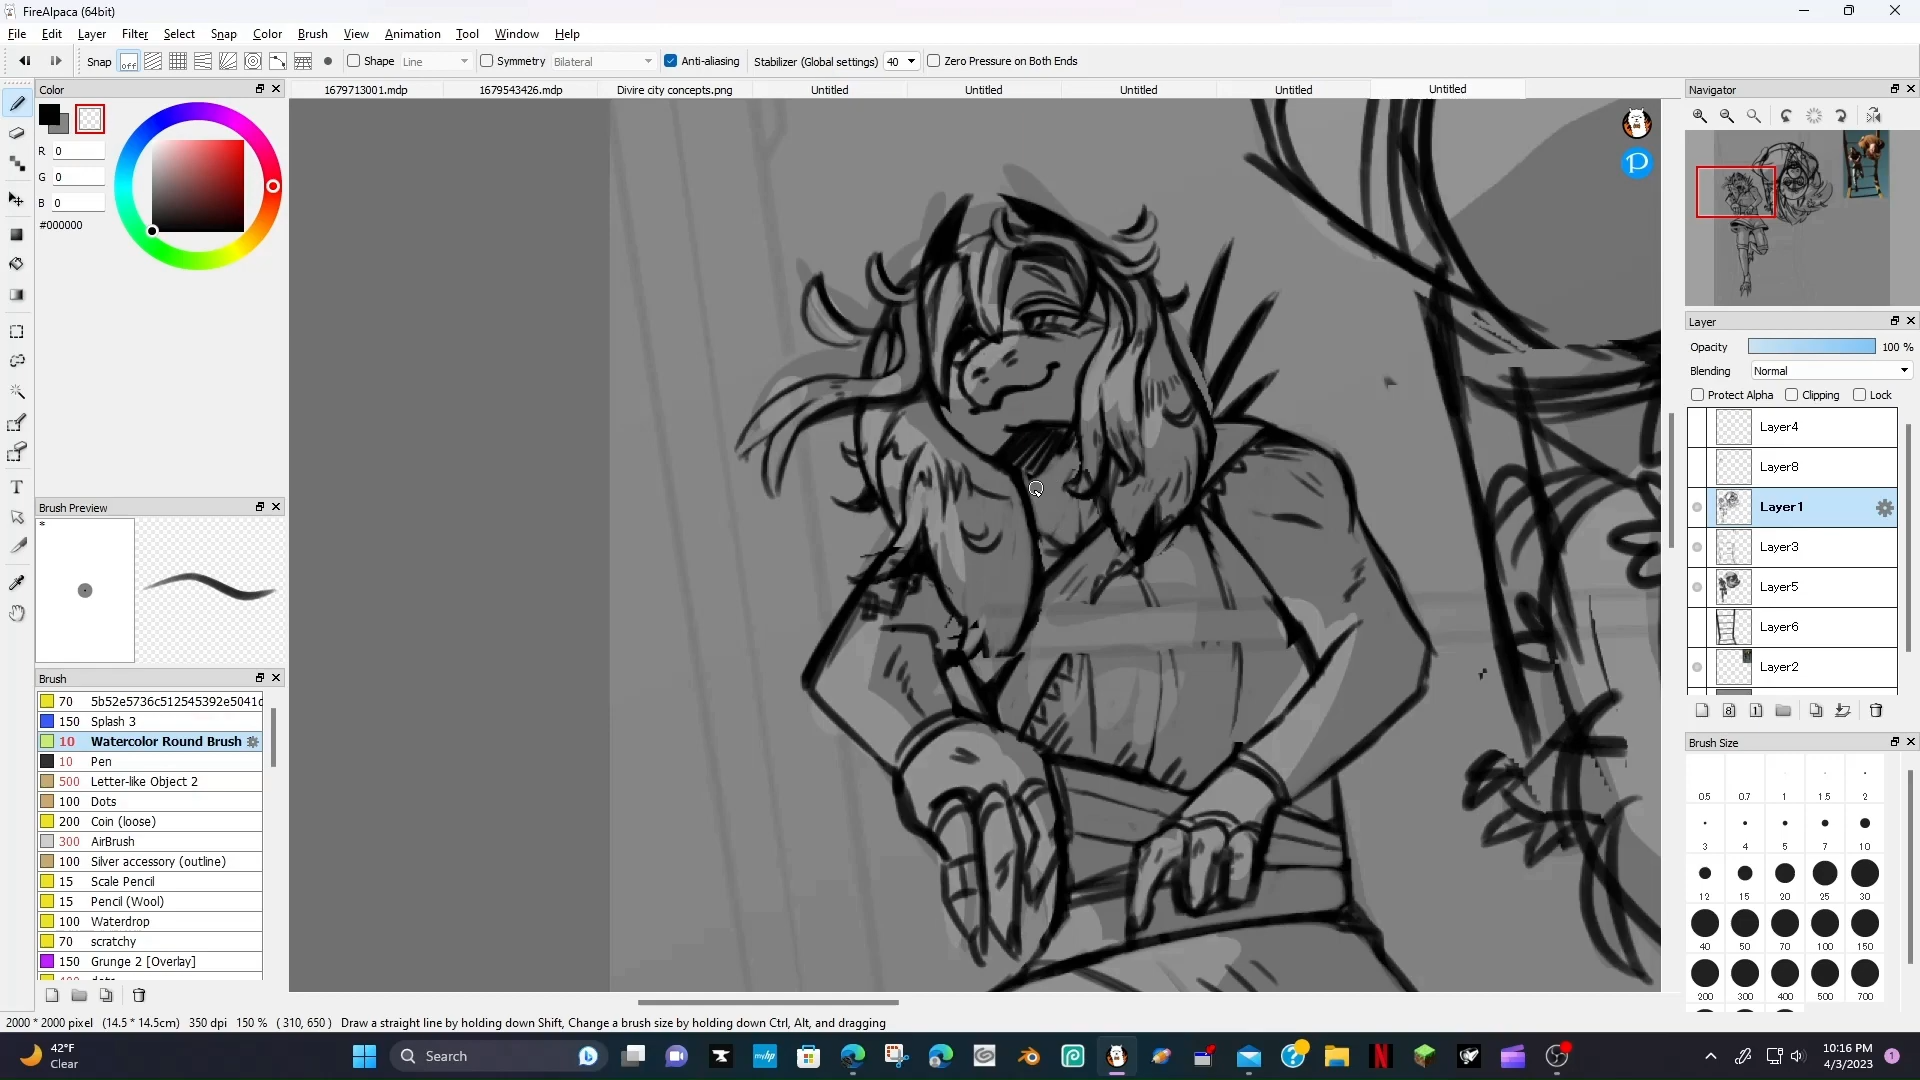 FireAlpaca (64bit)
File Edit Layer Filter Select Snap Color Brush View Animation Tool Window Help
Snap off Shape Line Symmetry Bilateral Anti-aliasing Stabilizer (Global settings) 40 Zero Pressure on Both Ends
Color
R 0
G 0
B 0
#000000
1679713001.mdp 1679543426.mdp Divire city concepts.png Untitled Untitled Untitled Untitled Untitled
Navigator
Layer
Opacity 100 %
Blending Normal
Protect Alpha Clipping Lock
Layer4
Layer8
Layer1
Layer3
Layer5
Layer6
Layer2
Brush Preview
*
Brush
70 5b52e5736c512545392e5041c
150 Splash 3
10 Watercolor Round Brush
10 Pen
500 Letter-like Object 2
100 Dots
200 Coin (loose)
300 AirBrush
100 Silver accessory (outline)
15 Scale Pencil
15 Pencil (Wool)
100 Waterdrop
70 scratchy
150 Grunge 2 [Overlay]
Brush Size
0.5 0.7 1 1.5 2
3 4 5 7 10
12 15 20 25 30
40 50 70 100 150
200 300 400 500 700
2000 * 2000 pixel (14.5 * 14.5cm) 350 dpi 150 % ( 310, 650 ) Draw a straight line by holding down Shift, Change a brush size by holding down Ctrl, Alt, and dragging
42°F
Clear
Search
10:16 PM
4/3/2023
1